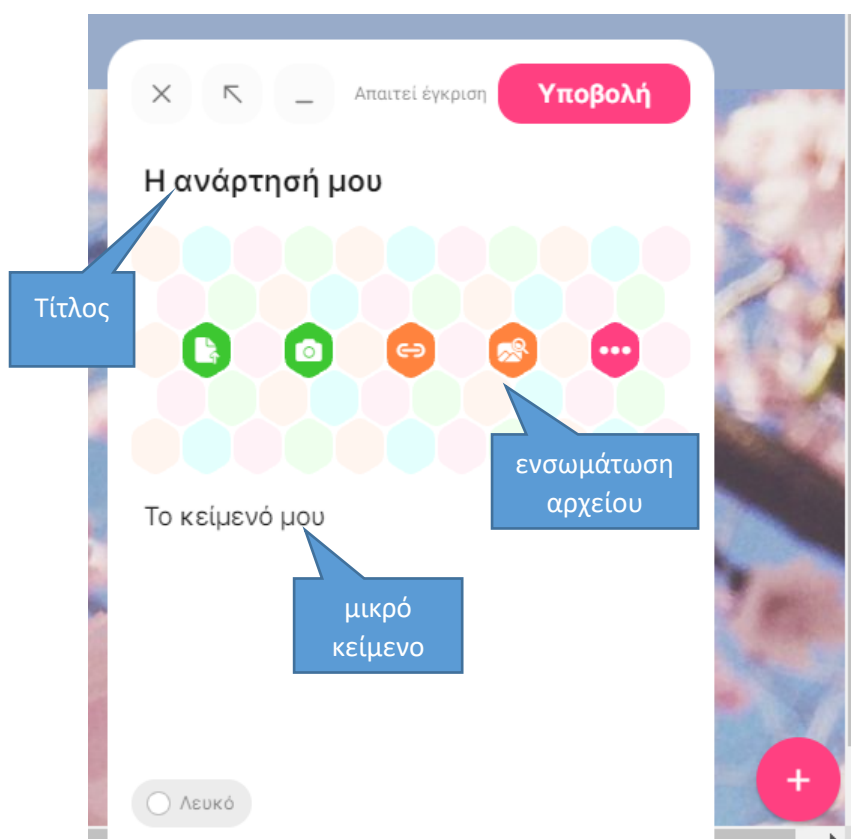 Απαιτεί έγκριση
Υποβολή
Η ανάρτησή μου
Τίτλος
ενσωμάτωση
αρχείου
Το κείμενό μου
μικρό
κείμενο
Λευκό